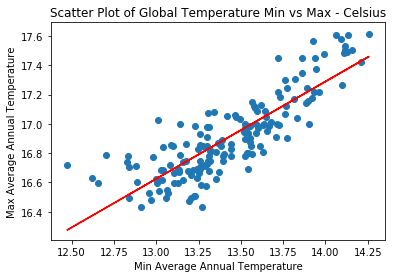 Scatter Plot of Global Temperature Min vs Max - Celsius
17.6
17.4
17.2
17.0
16.8
16.6
16.4
Max Average Annual Temperature
12.50 12.75 13.00 13.25 13.50 13.75 14.00 14.25
Min Average Annual Temperature